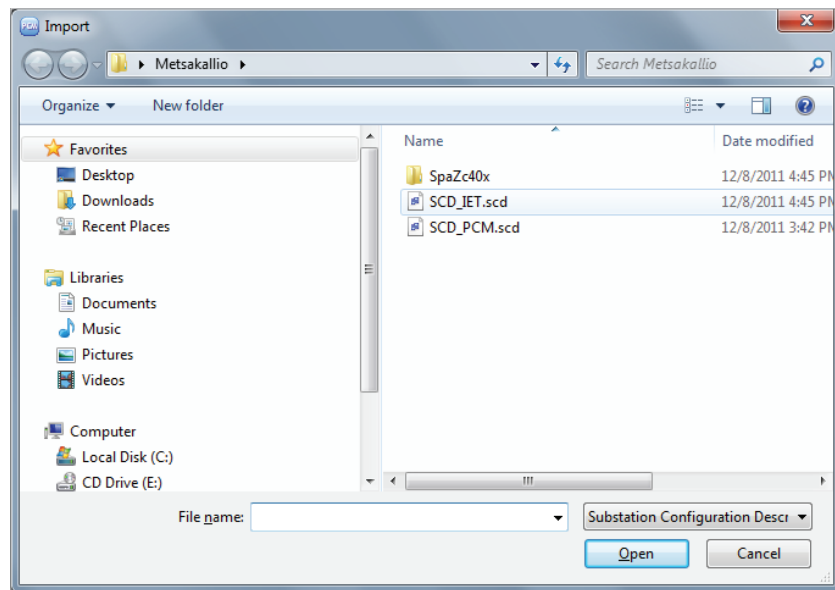 PCM Import
Metsakallio
Search Metsakallio
Organize New folder
Name Date modified
Favorites
Desktop
Downloads
Recent Places
Libraries
Documents
Music
Pictures
Videos
Computer
Local Disk (C:)
CD Drive (E:)
SpaZc40x 12/8/2011 4:45 PM
SCD_IET.scd 12/8/2011 4:45 PM
SCD_PCM.scd 12/8/2011 3:42 PM
File name: Substation Configuration Descr
Open Cancel